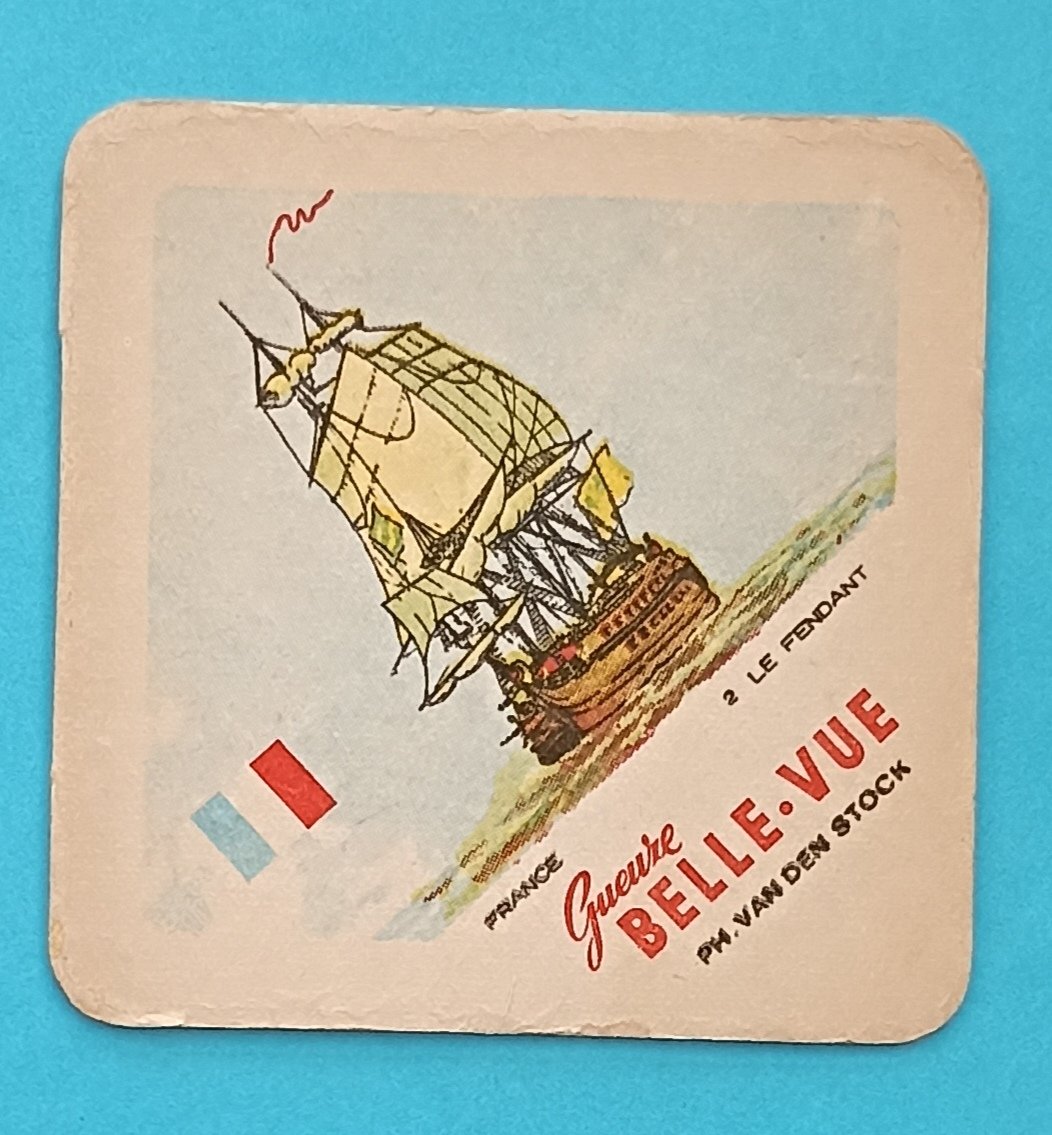 2 LE FENDANT
FRANCE
Gueuze
BELLE·VUE
PH. VAN DEN STOCK